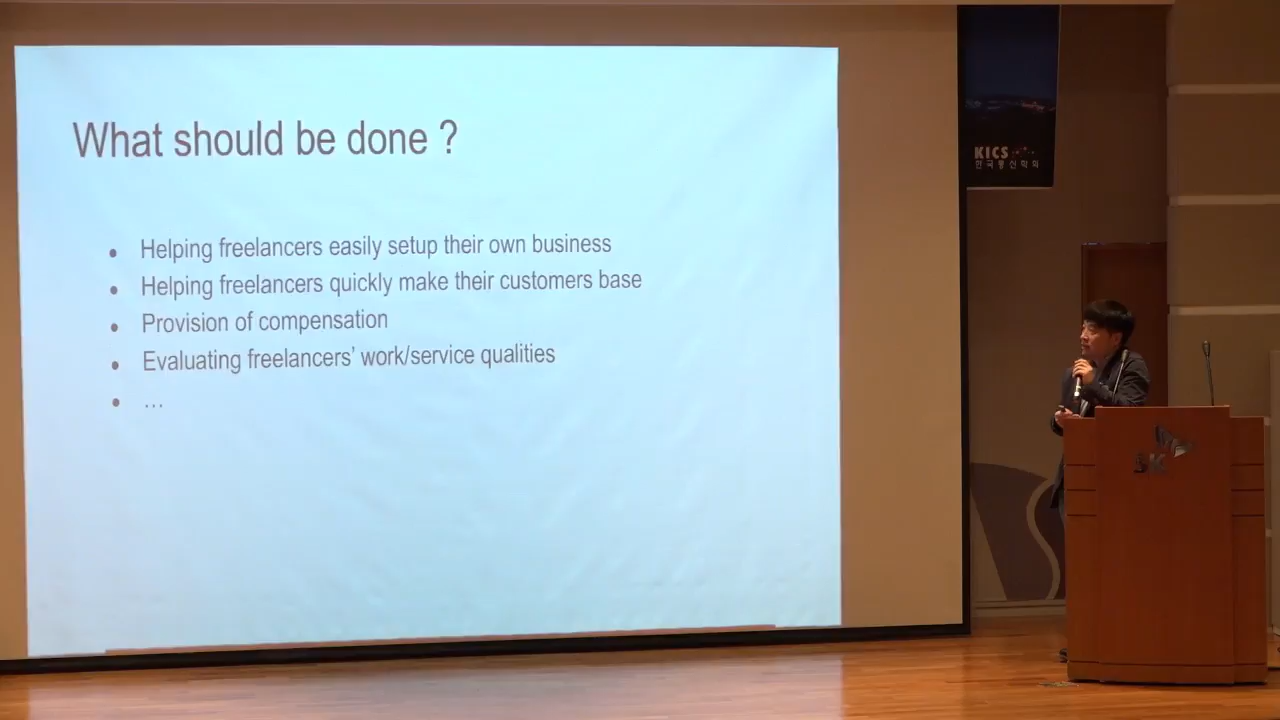 What should be done ?
• Helping freelancers easily setup their own business
• Helping freelancers quickly make their customers base
• Provision of compensation
• Evaluating freelancers' work/service qualities
• ...
KICS
한국통신학회
SK